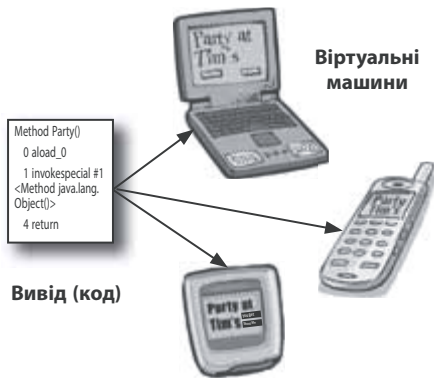 Party at
Tim's
Віртуальні
машини
Method Party()
0 aload_0
1 invokespecial #1
<Method java.lang.
Object()>
4 return
Party at
Tim's
Вивід (код)
Party at
Tim's